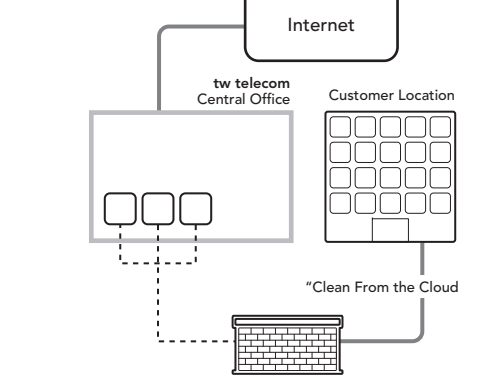 Internet
tw telecom
Central Office
Customer Location
“Clean From the Cloud